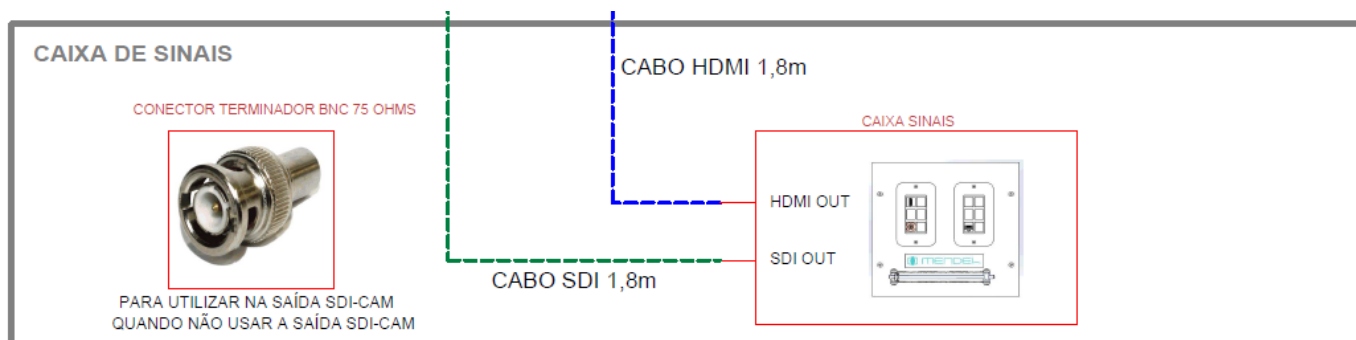 CAIXA DE SINAIS
CABO HDMI 1,8m
CONECTOR TERMINADOR BNC 75 OHMS
CAIXA SINAIS
HDMI OUT
SDI OUT
MENDEL
CABO SDI 1,8m
PARA UTILIZAR NA SAÍDA SDI-CAM
QUANDO NÃO USAR A SAÍDA SDI-CAM